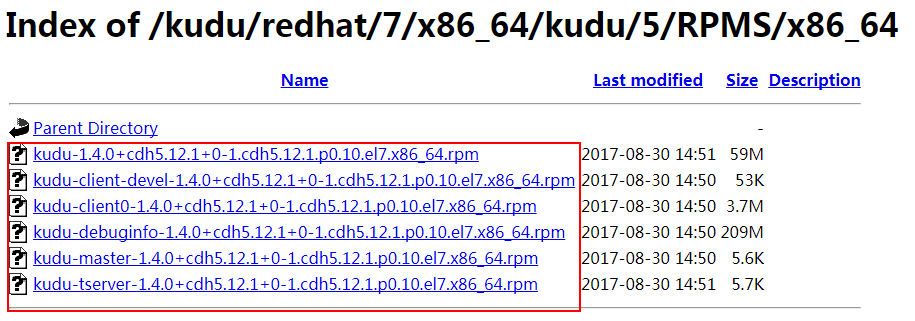 Index of /kudu/redhat/7/x86_64/kudu/5/RPMS/x86_64
Name Last modified Size Description
Parent Directory -
kudu-1.4.0+cdh5.12.1+0-1.cdh5.12.1.p0.10.el7.x86_64.rpm 2017-08-30 14:51 59M
kudu-client-devel-1.4.0+cdh5.12.1+0-1.cdh5.12.1.p0.10.el7.x86_64.rpm 2017-08-30 14:50 53K
kudu-client0-1.4.0+cdh5.12.1+0-1.cdh5.12.1.p0.10.el7.x86_64.rpm 2017-08-30 14:50 3.7M
kudu-debuginfo-1.4.0+cdh5.12.1+0-1.cdh5.12.1.p0.10.el7.x86_64.rpm 2017-08-30 14:50 209M
kudu-master-1.4.0+cdh5.12.1+0-1.cdh5.12.1.p0.10.el7.x86_64.rpm 2017-08-30 14:50 5.6K
kudu-tserver-1.4.0+cdh5.12.1+0-1.cdh5.12.1.p0.10.el7.x86_64.rpm 2017-08-30 14:51 5.7K